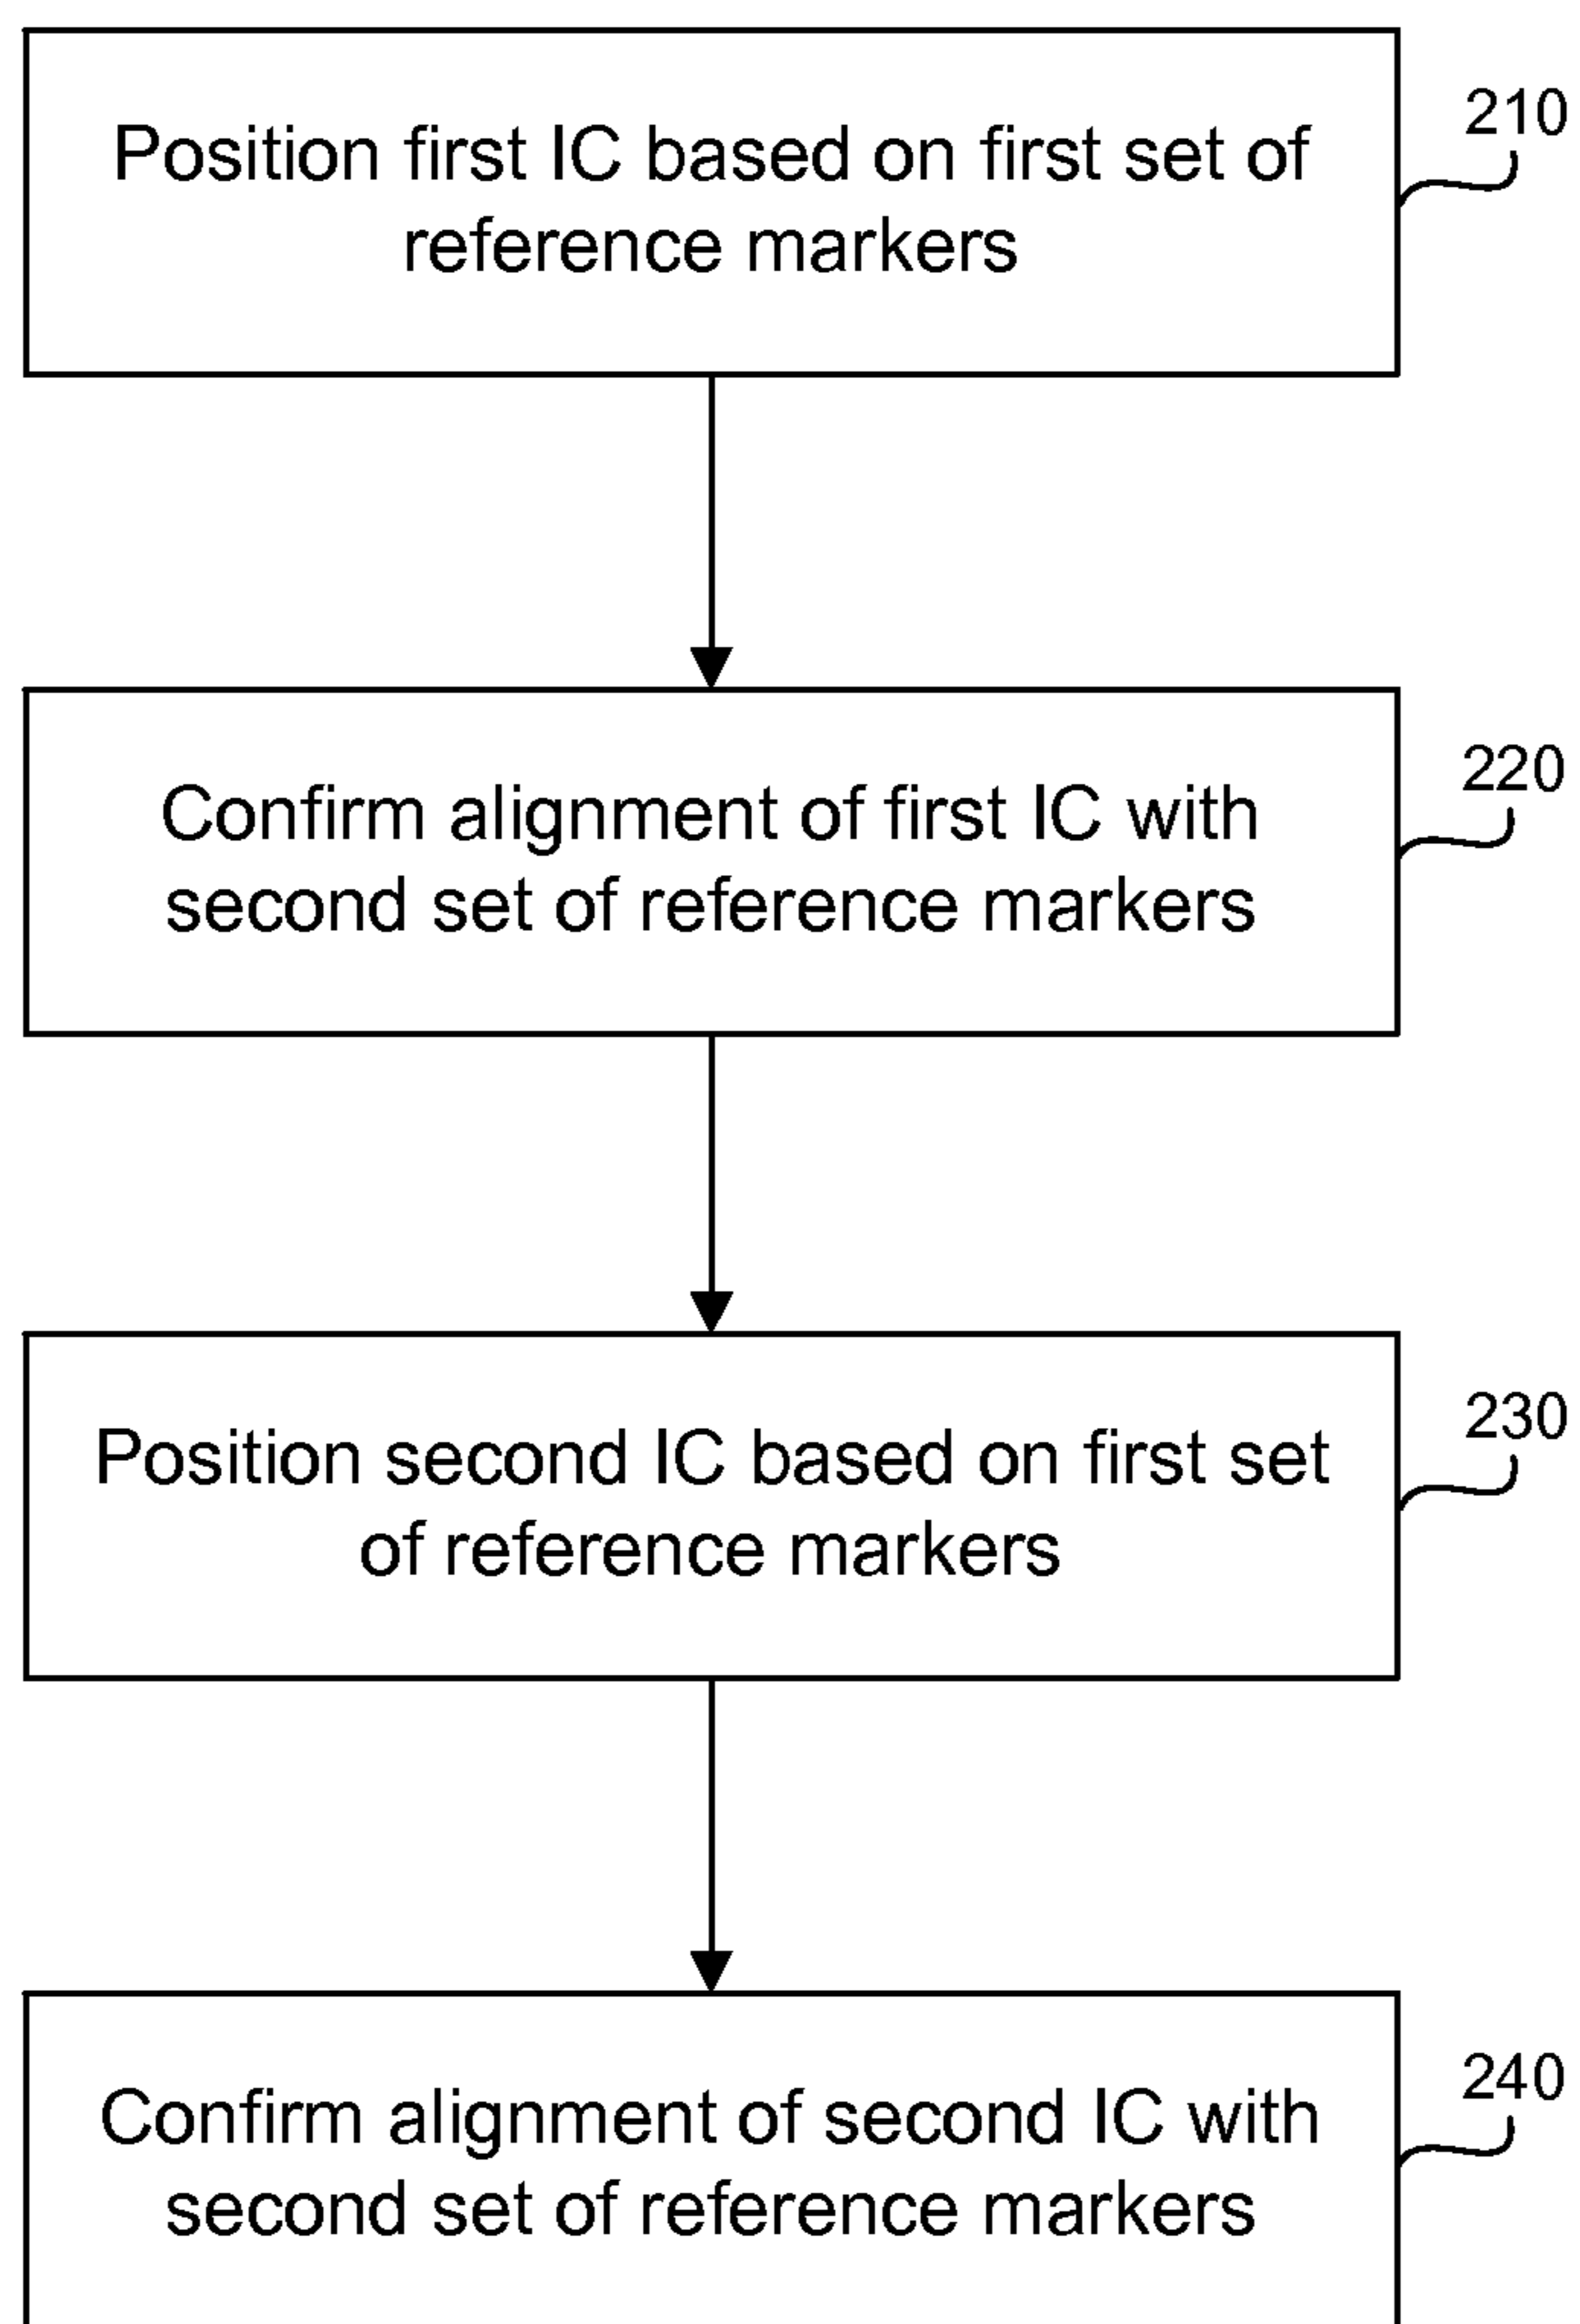 Position first IC based on first set of
reference markers
210
Confirm alignment of first IC with
second set of reference markers
220
Position second IC based on first set
of reference markers
230
Confirm alignment of second IC with
second set of reference markers
240